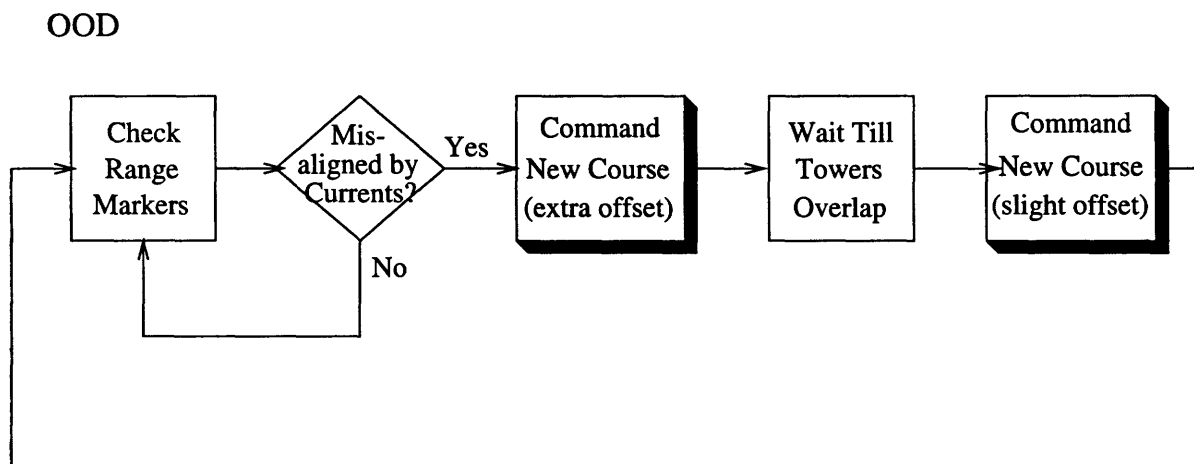 OOD
Check
Range
Markers
Mis-
aligned by
Currents?
Yes
No
Command
New Course
(extra offset)
Wait Till
Towers
Overlap
Command
New Course
(slight offset)